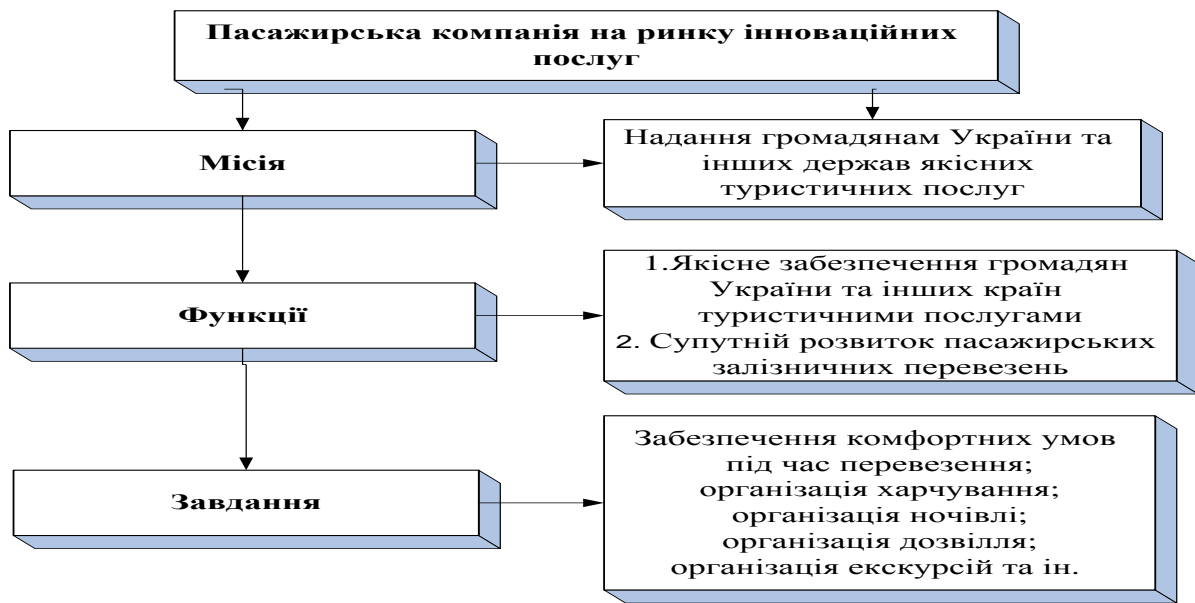 Пасажирська компанія на ринку інноваційних
послуг
Місія
Надання громадянам України та
інших держав якісних
туристичних послуг
Функції
1.Якісне забезпечення громадян
України та інших країн
туристичними послугами
2. Супутній розвиток пасажирських
залізничних перевезень
Завдання
Забезпечення комфортних умов
під час перевезення;
організація харчування;
організація ночівлі;
організація дозвілля;
організація екскурсій та ін.